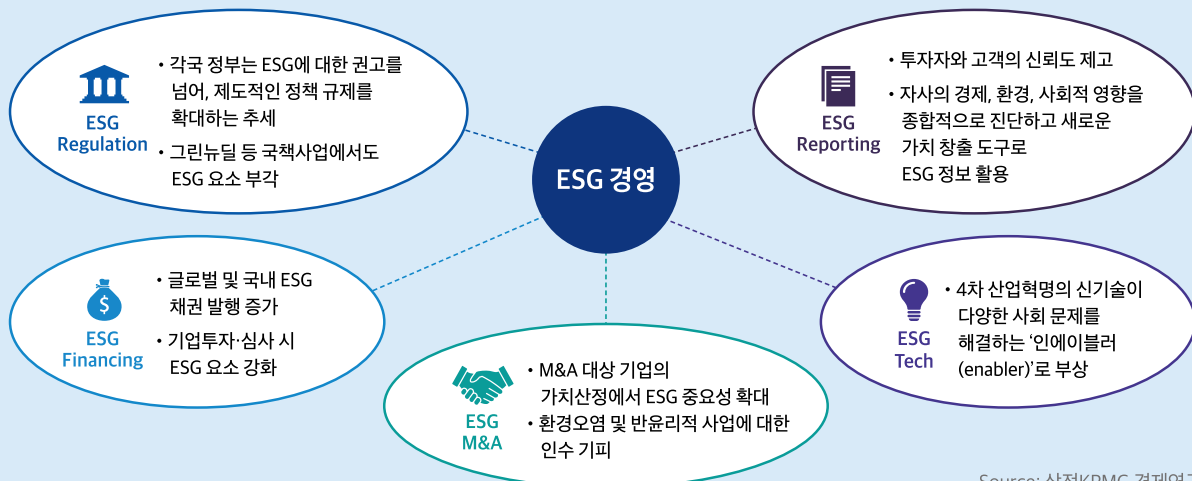 ESG
Regulation
• 각국 정부는 ESG에 대한 권고를
넘어, 제도적인 정책 규제를
확대하는 추세
• 그린뉴딜 등 국책사업에서도
ESG 요소 부각
ESG 경영
ESG
Reporting
• 투자자와 고객의 신뢰도 제고
• 자사의 경제, 환경, 사회적 영향을
종합적으로 진단하고 새로운
가치 창출 도구로
ESG 정보 활용
$
ESG
Financing
• 글로벌 및 국내 ESG
채권 발행 증가
• 기업투자·심사 시
ESG 요소 강화
ESG
M&A
• M&A 대상 기업의
가치산정에서 ESG 중요성 확대
• 환경오염 및 반윤리적 사업에 대한
인수 기피
ESG
Tech
• 4차 산업혁명의 신기술이
다양한 사회 문제를
해결하는 ‘인에이블러
(enabler)’로 부상
Source: 삼정KPMG